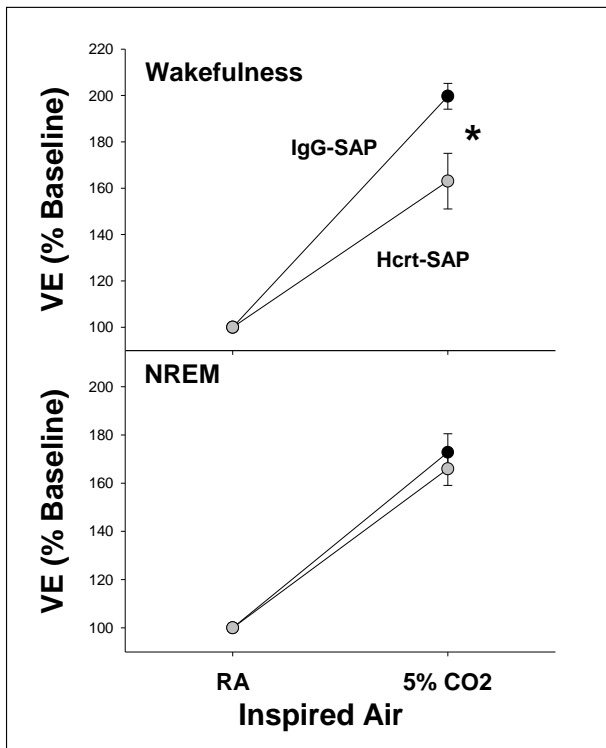 Wakefulness
220
200
180
160
140
120
100
VE (% Baseline)
IgG-SAP
*
Hcrt-SAP
NREM
200
180
160
140
120
100
VE (% Baseline)
RA
5% CO2
Inspired Air